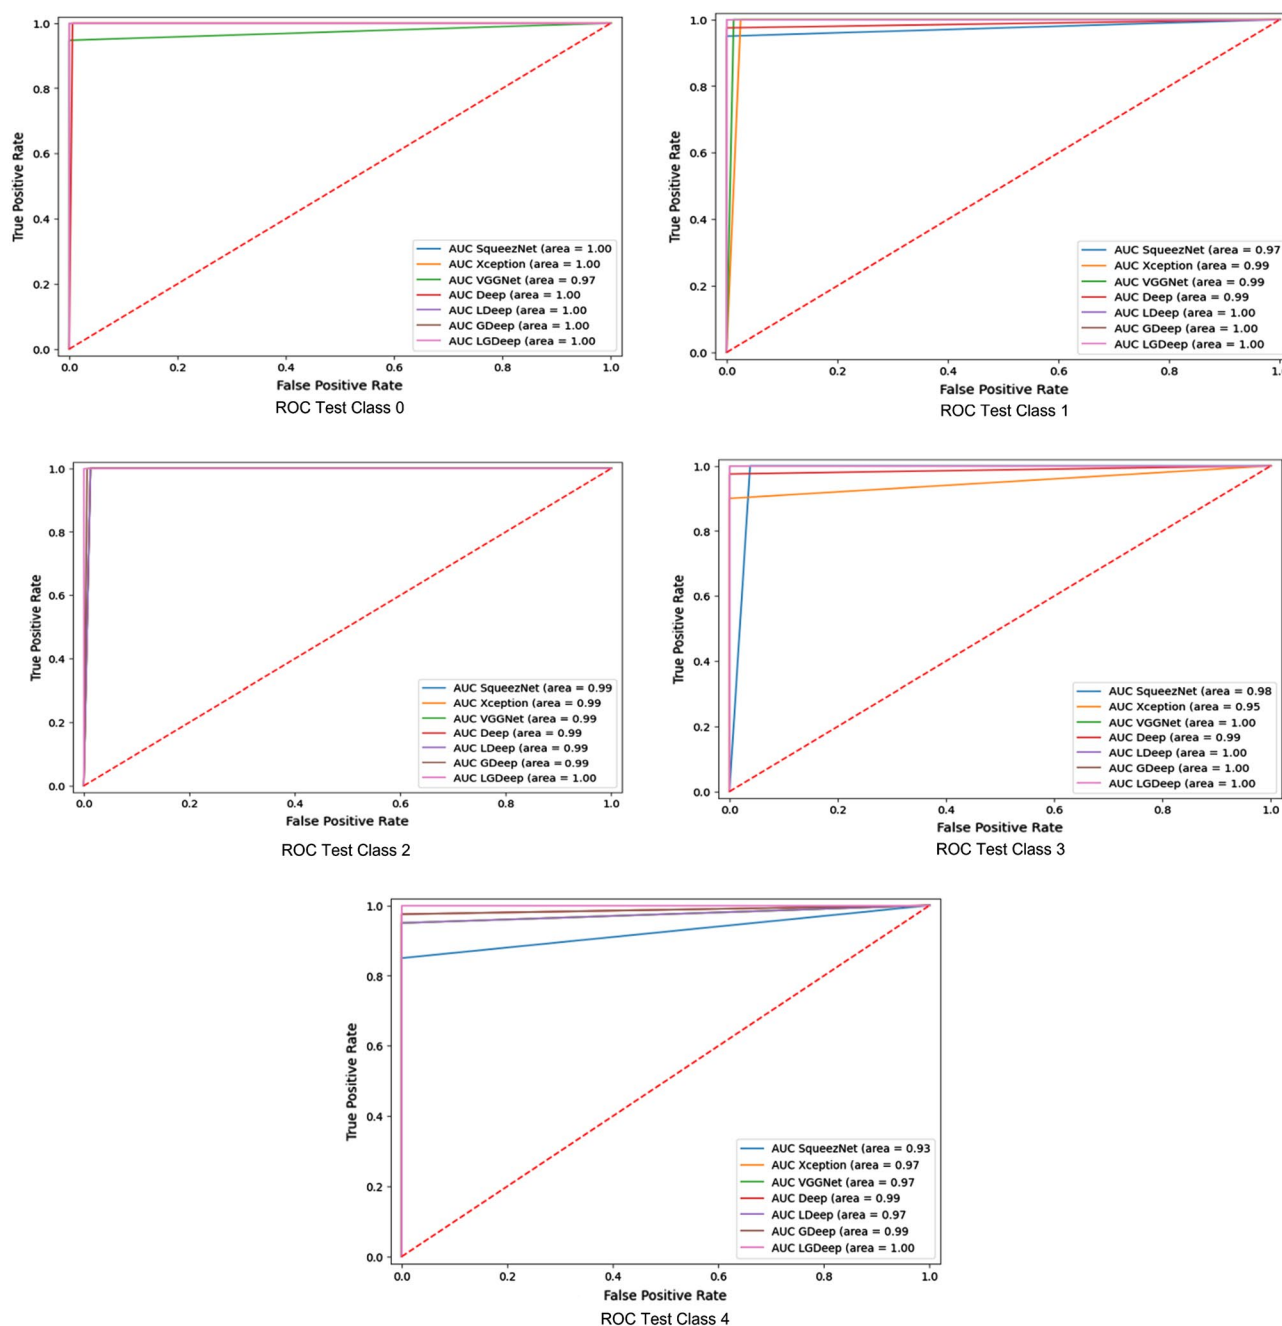 1.0
0.8
0.6
0.4
0.2
0.0
True Positive Rate
AUC SqueezNet (area = 1.00
AUC Xception (area = 1.00
AUC VGGNet (area = 0.97
AUC Deep (area = 1.00
AUC LDeep (area = 1.00
AUC GDeep (area = 1.00
AUC LGDeep (area = 1.00
0.0 0.2 0.4 0.6 0.8 1.0
False Positive Rate
ROC Test Class 0
1.0
0.8
0.6
0.4
0.2
0.0
True Positive Rate
AUC SqueezNet (area = 0.97
AUC Xception (area = 0.99
AUC VGGNet (area = 0.99
AUC Deep (area = 0.99
AUC LDeep (area = 1.00
AUC GDeep (area = 1.00
AUC LGDeep (area = 1.00
0.0 0.2 0.4 0.6 0.8 1.
False Positive Rate
ROC Test Class 1
1.0
0.8
0.6
0.4
0.2
0.0
True Positive Rate
AUC SqueezNet (area = 0.99
AUC Xception (area = 0.99
AUC VGGNet (area = 0.99
AUC Deep (area = 0.99
AUC LDeep (area = 0.99
AUC GDeep (area = 0.99
AUC LGDeep (area = 1.00
0.0 0.2 0.4 0.6 0.8 1.0
False Positive Rate
ROC Test Class 2
1.0
0.8
0.6
0.4
0.2
0.0
True Positive Rate
AUC SqueezNet (area = 0.98
AUC Xception (area = 0.95
AUC VGGNet (area = 1.00
AUC Deep (area = 0.99
AUC LDeep (area = 1.00
AUC GDeep (area = 1.00
AUC LGDeep (area = 1.00
0.0 0.2 0.4 0.6 0.8 1.0
False Positive Rate
ROC Test Class 3
1.0
0.8
0.6
0.4
0.2
0.0
True Positive Rate
AUC SqueezNet (area = 0.93
AUC Xception (area = 0.97
AUC VGGNet (area = 0.97
AUC Deep (area = 0.99
AUC LDeep (area = 0.97
AUC GDeep (area = 0.99
AUC LGDeep (area = 1.00
0.0 0.2 0.4 0.6 0.8 1.0
False Positive Rate
ROC Test Class 4